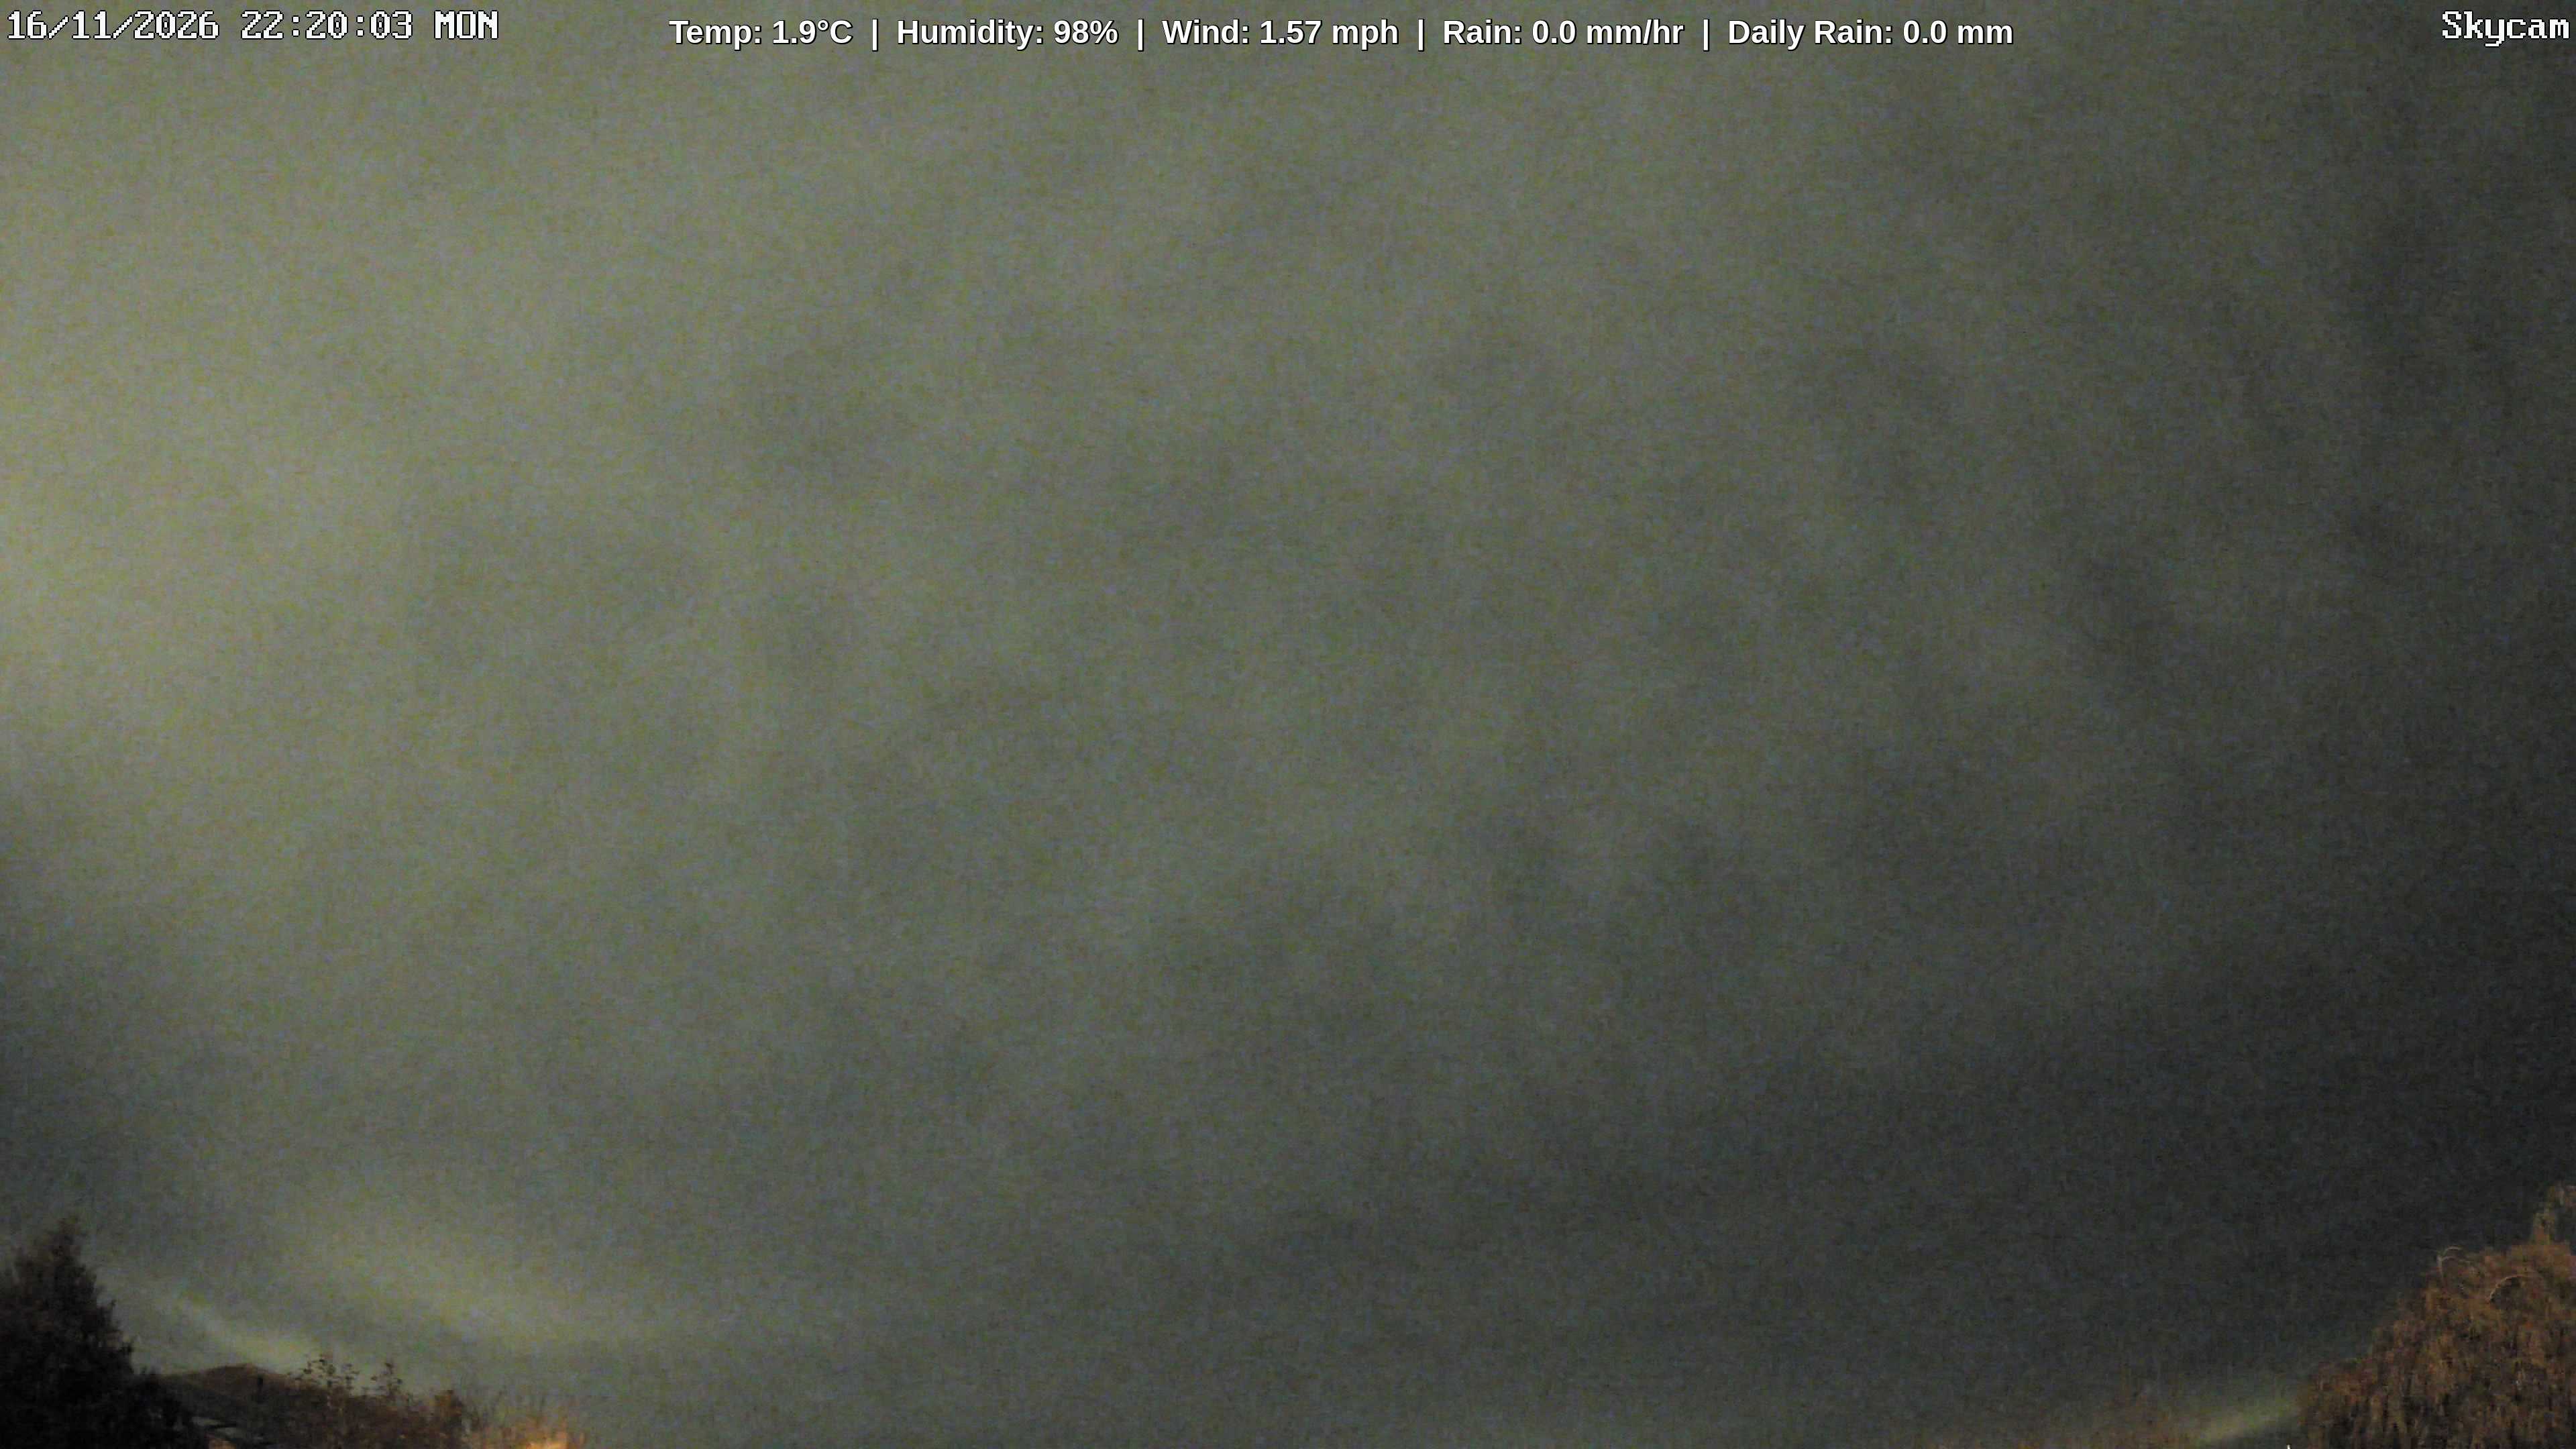 16/11/2026 22:20:03 MON
Temp: 1.9°C | Humidity: 98% | Wind: 1.57 mph | Rain: 0.0 mm/hr | Daily Rain: 0.0 mm
Skycam